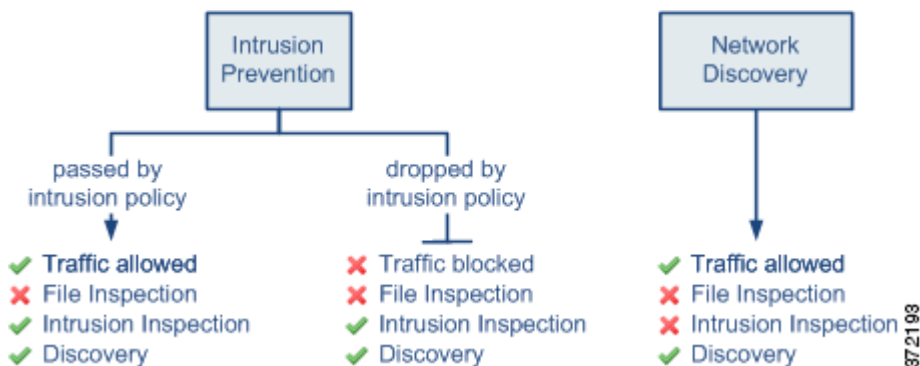 Intrusion
Prevention
Network
Discovery
passed by
intrusion policy
dropped by
intrusion policy
Traffic allowed
File Inspection
Intrusion Inspection
Discovery
Traffic blocked
File Inspection
Intrusion Inspection
Discovery
Traffic allowed
File Inspection
Intrusion Inspection
Discovery
372193